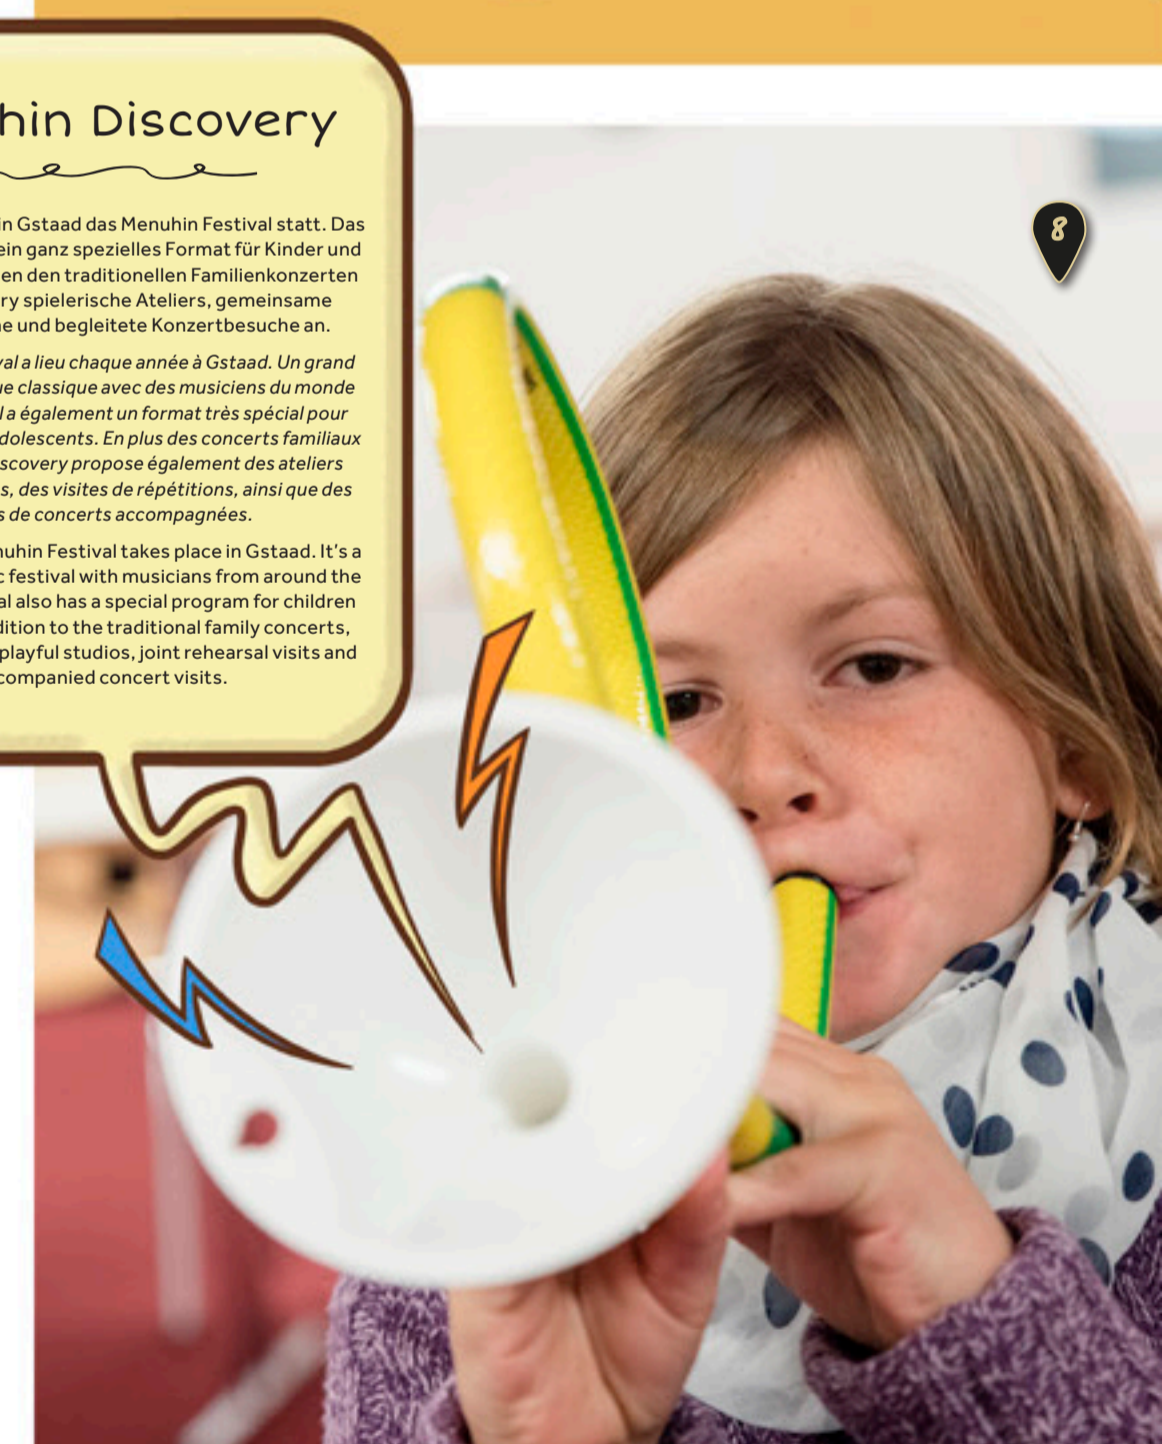 hin Discovery
in Gstaad das Menuhin Festival statt. Das
ein ganz spezielles Format für Kinder und
en den traditionellen Familienkonzerten
ry spielerische Ateliers, gemeinsame
e und begleitete Konzertbesuche an.
val a lieu chaque année à Gstaad. Un grand
ue classique avec des musiciens du monde
l a également un format très spécial pour
dolescents. En plus des concerts familiaux
scovery propose également des ateliers
s, des visites de répétitions, ainsi que des
s de concerts accompagnées.
nuhin Festival takes place in Gstaad. It's a
c festival with musicians from around the
al also has a special program for children
dition to the traditional family concerts,
playful studios, joint rehearsal visits and
companied concert visits.
8